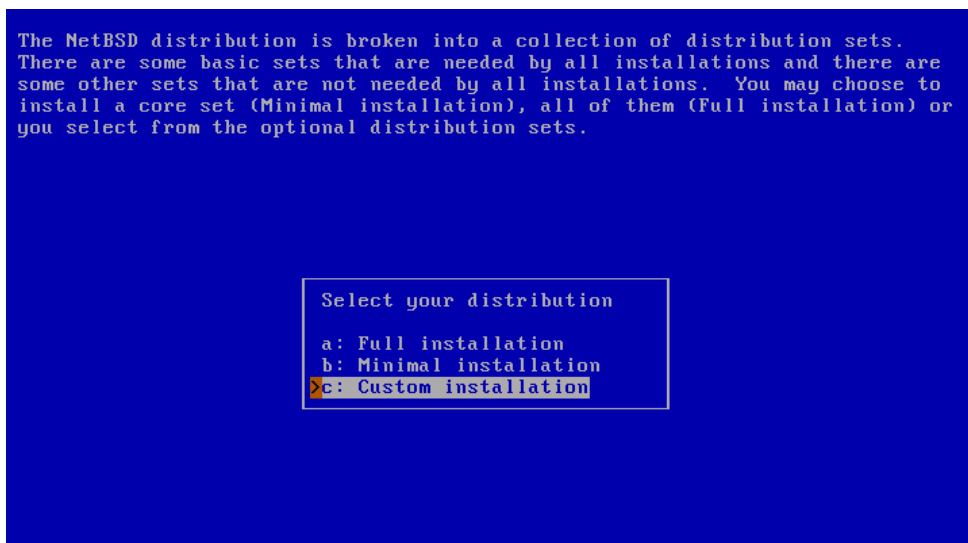 The NetBSD distribution is broken into a collection of distribution sets.
There are some basic sets that are needed by all installations and there are
some other sets that are not needed by all installations.  You may choose to
install a core set (Minimal installation), all of them (Full installation) or
you select from the optional distribution sets.
Select your distribution
a: Full installation
b: Minimal installation
>c: Custom installation